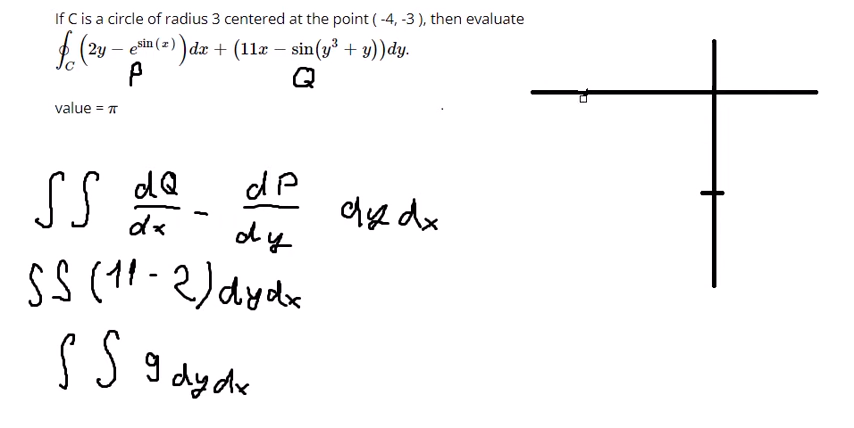 If C is a circle of radius 3 centered at the point ( -4, -3 ), then evaluate
∮_C (2y − e^{sin(x)})dx + (11x − sin(y³ + y))dy.
P Q
value = π
∫∫ dQ/dx - dP/dy dy dx
∫∫ (11-2) dy dx
∫∫ 9 dy dx